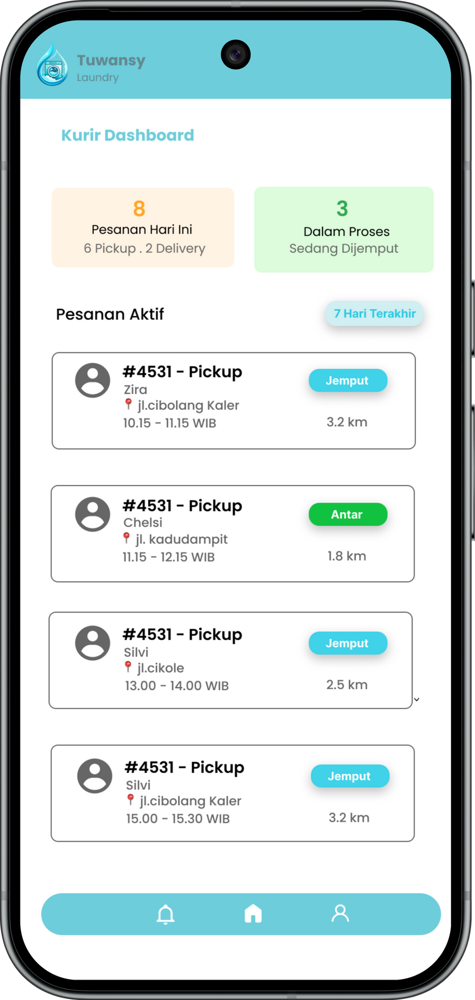 Tuwansy
Laundry
Kurir Dashboard
8
Pesanan Hari Ini
6 Pickup . 2 Delivery
3
Dalam Proses
Sedang Dijemput
Pesanan Aktif
7 Hari Terakhir
#4531 - Pickup
Zira
jl.cibolang Kaler
10.15 - 11.15 WIB
Jemput
3.2 km
#4531 - Pickup
Chelsi
jl. kadudampit
11.15 - 12.15 WIB
Antar
1.8 km
#4531 - Pickup
Silvi
jl.cikole
13.00 - 14.00 WIB
Jemput
2.5 km
#4531 - Pickup
Silvi
jl.cibolang Kaler
15.00 - 15.30 WIB
Jemput
3.2 km